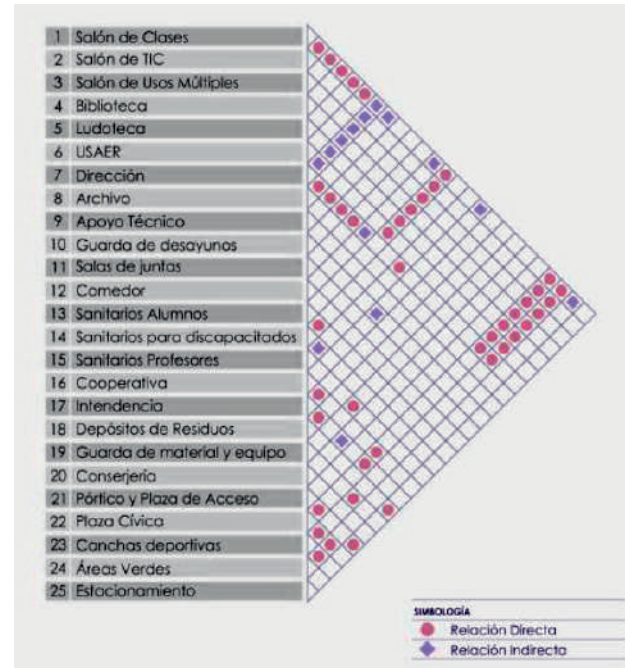 1 Salón de Clases
2 Salón de TIC
3 Salón de Usos Múltiples
4 Biblioteca
5 Ludoteca
6 USAER
7 Dirección
8 Archivo
9 Apoyo Técnico
10 Guarda de desayunos
11 Salas de juntas
12 Comedor
13 Sanitarios Alumnos
14 Sanitarios para discapacitados
15 Sanitarios Profesores
16 Cooperativa
17 Intendencia
18 Depósitos de Residuos
19 Guarda de material y equipo
20 Conserjería
21 Pórtico y Plaza de Acceso
22 Plaza Cívica
23 Canchas deportivas
24 Áreas Verdes
25 Estacionamiento
SIMBOLOGÍA
Relación Directa
Relación Indirecta